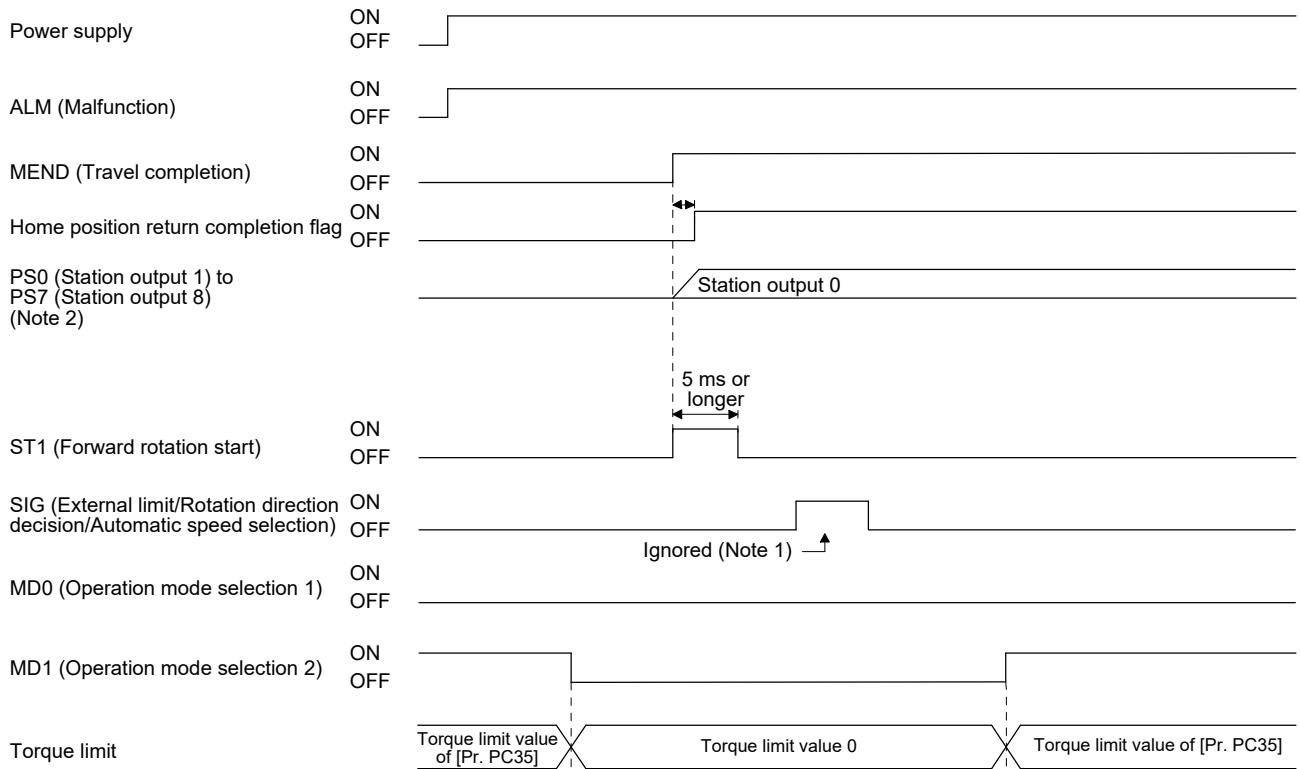 Power supply
ON
OFF
ALM (Malfunction)
ON
OFF
MEND (Travel completion)
ON
OFF
Home position return completion flag
ON
OFF
PS0 (Station output 1) to
PS7 (Station output 8)
(Note 2)
Station output 0
5 ms or
longer
ST1 (Forward rotation start)
ON
OFF
SIG (External limit/Rotation direction
decision/Automatic speed selection)
ON
OFF
Ignored (Note 1)
MD0 (Operation mode selection 1)
ON
OFF
MD1 (Operation mode selection 2)
ON
OFF
Torque limit
Torque limit value
of [Pr. PC35]
Torque limit value 0
Torque limit value of [Pr. PC35]